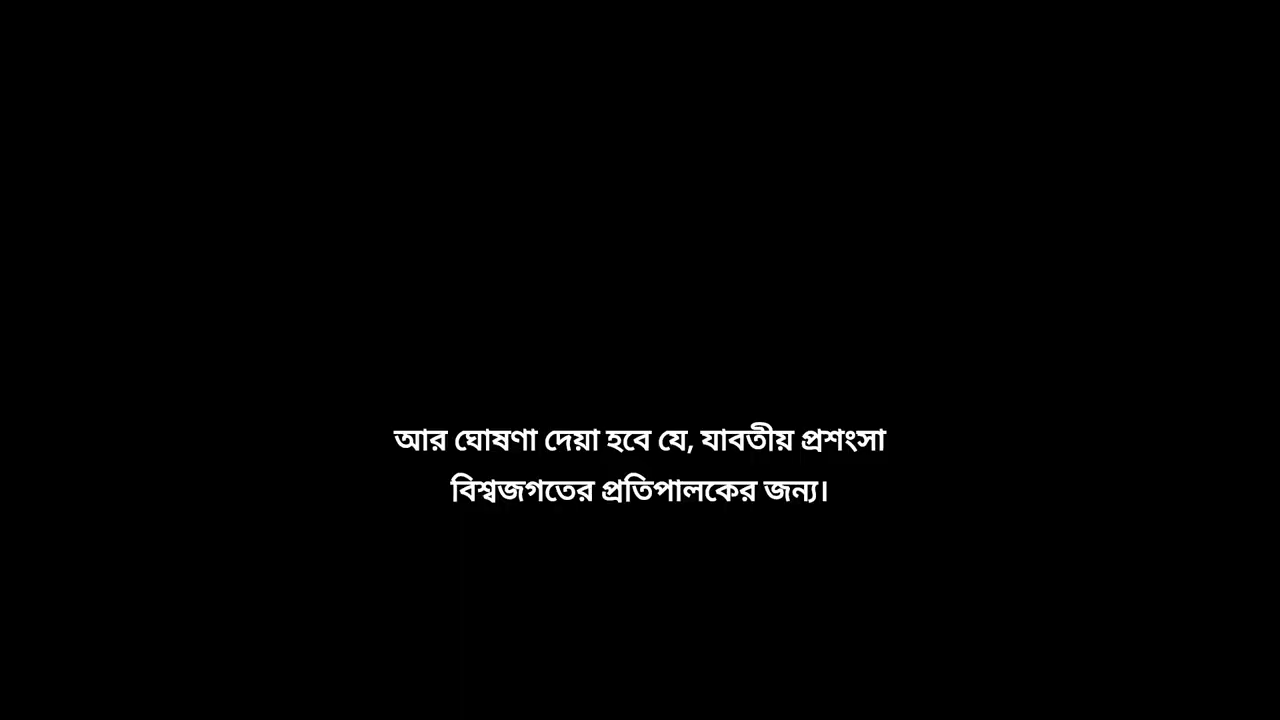 আর ঘোষণা দেয়া হবে যে, যাবতীয় প্রশংসা
বিশ্বজগতের প্রতিপালকের জন্য।